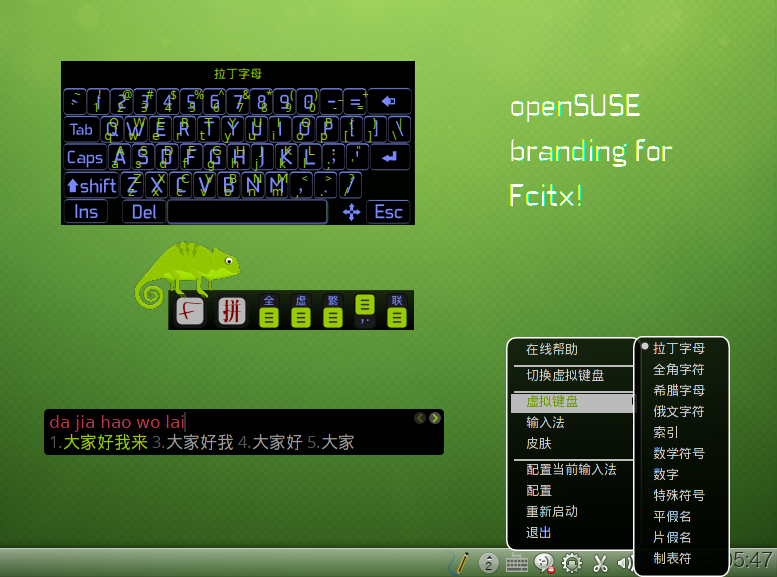 拉丁字母
~ ! @ # $ % ^ & * ( ) _ +
` 1 2 3 4 5 6 7 8 9 0 - =
Tab Q W E R T Y U I O P { } |
q w e r t y u i o p [ ] \
Caps A S D F G H J K L : "
a s d f g h j k l ; '
shift Z X C V B N M < > ?
z x c v b n m , . /
Ins Del Esc
openSUSE
branding for
Fcitx!
拼 全 虚 繁 联
da jia hao wo lai
1.大家好我来 3.大家好我 4.大家好 5.大家
在线帮助
切换虚拟键盘
虚拟键盘
输入法
皮肤
配置当前输入法
配置
重新启动
退出
拉丁字母
全角字符
希腊字母
俄文字符
索引
数学符号
数字
特殊符号
平假名
片假名
制表符
2
05:47